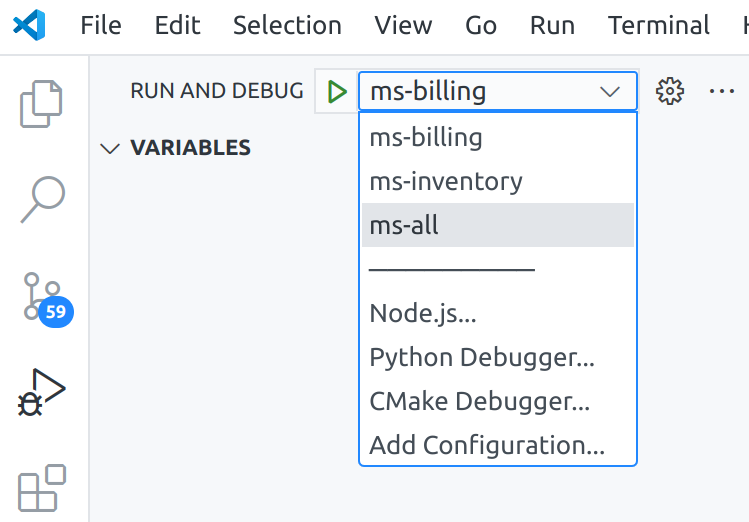 File Edit Selection View Go Run Terminal
RUN AND DEBUG ms-billing
VARIABLES
ms-billing
ms-inventory
ms-all
59
Node.js...
Python Debugger...
CMake Debugger...
Add Configuration...